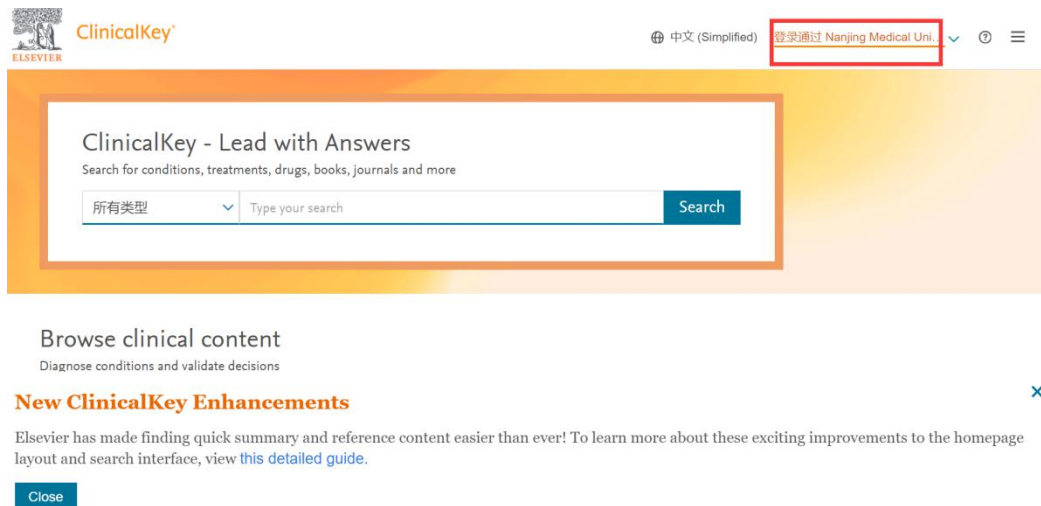 ELSEVIER
ClinicalKey®
中文 (Simplified)
登录通过 Nanjing Medical Uni...
ClinicalKey - Lead with Answers
Search for conditions, treatments, drugs, books, journals and more
所有类型
Type your search
Search
Browse clinical content
Diagnose conditions and validate decisions
New ClinicalKey Enhancements
Elsevier has made finding quick summary and reference content easier than ever! To learn more about these exciting improvements to the homepage
layout and search interface, view this detailed guide.
Close